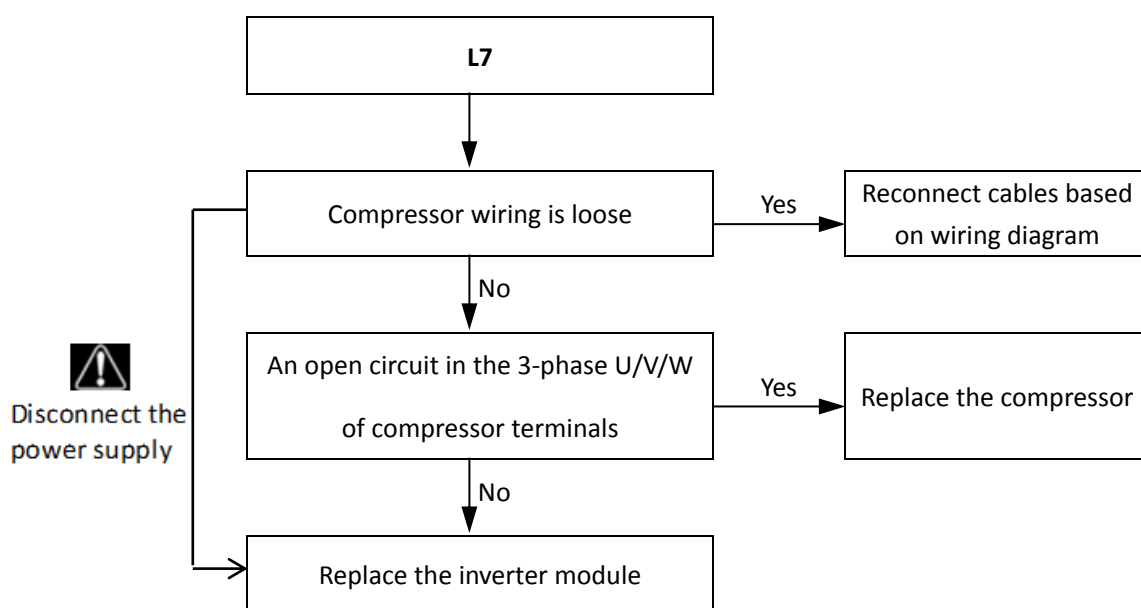 L7
Compressor wiring is loose
Yes
Reconnect cables based
on wiring diagram
No
An open circuit in the 3-phase U/V/W
of compressor terminals
Yes
Replace the compressor
Disconnect the
power supply
No
Replace the inverter module